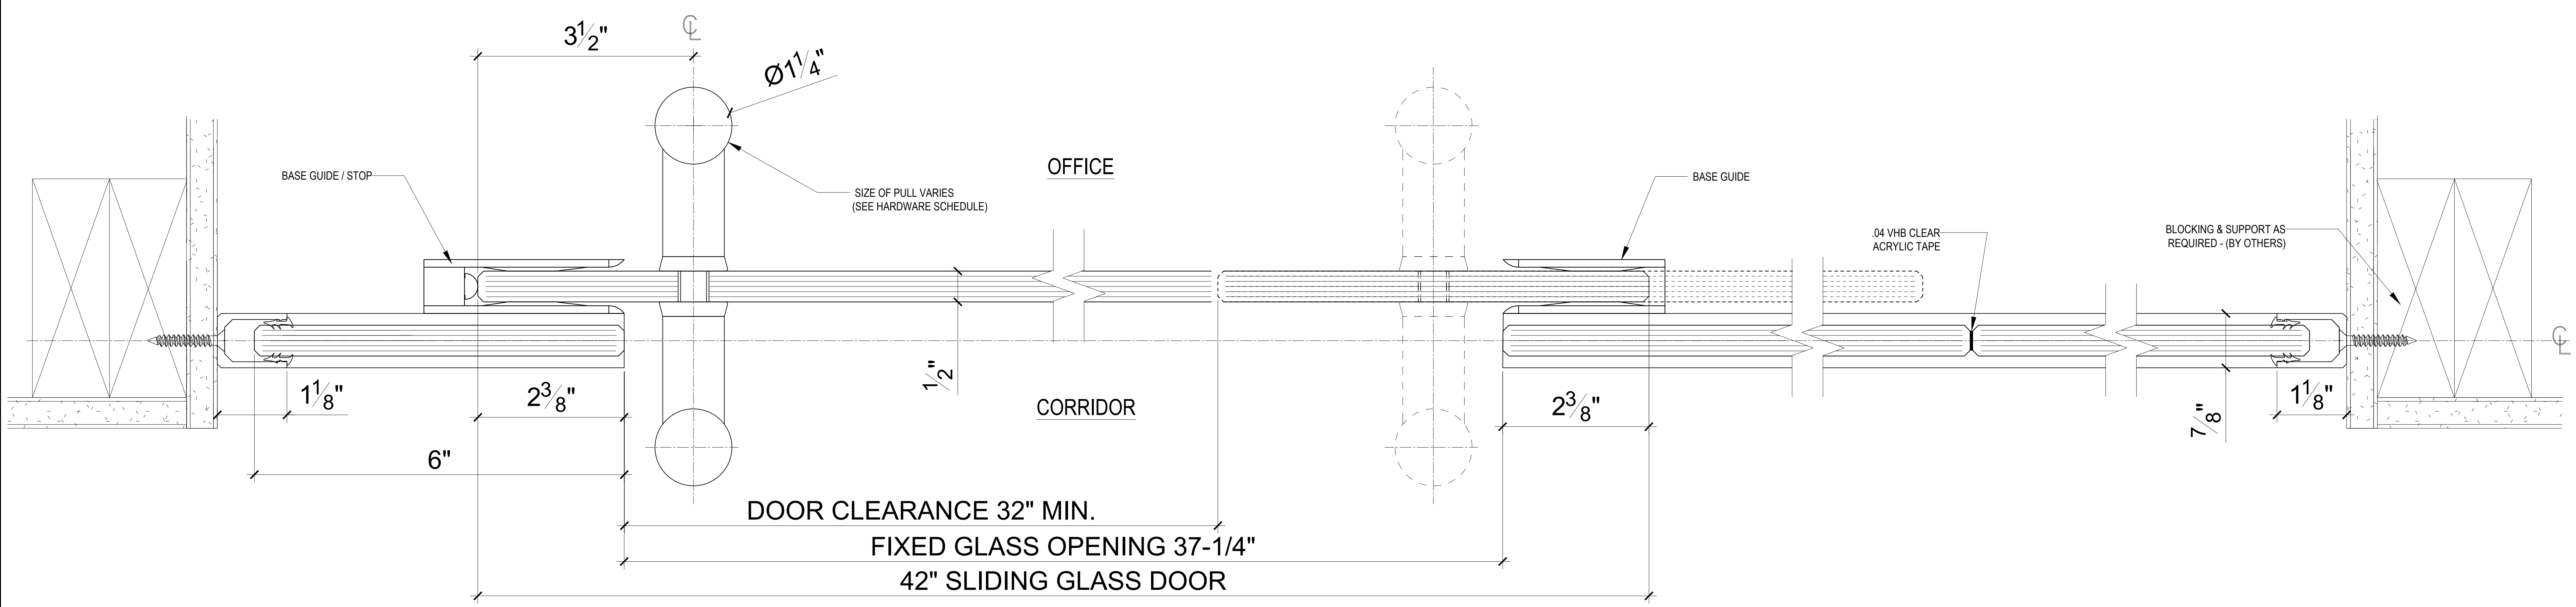 3 1/2"
℄
Ø1 1/4"
BASE GUIDE / STOP
SIZE OF PULL VARIES
(SEE HARDWARE SCHEDULE)
OFFICE
BASE GUIDE
.04 VHB CLEAR
ACRYLIC TAPE
BLOCKING & SUPPORT AS
REQUIRED - (BY OTHERS)
℄
1 1/8"
2 3/8"
1/2"
CORRIDOR
2 3/8"
7/8"
1 1/8"
6"
DOOR CLEARANCE 32" MIN.
FIXED GLASS OPENING 37-1/4"
42" SLIDING GLASS DOOR